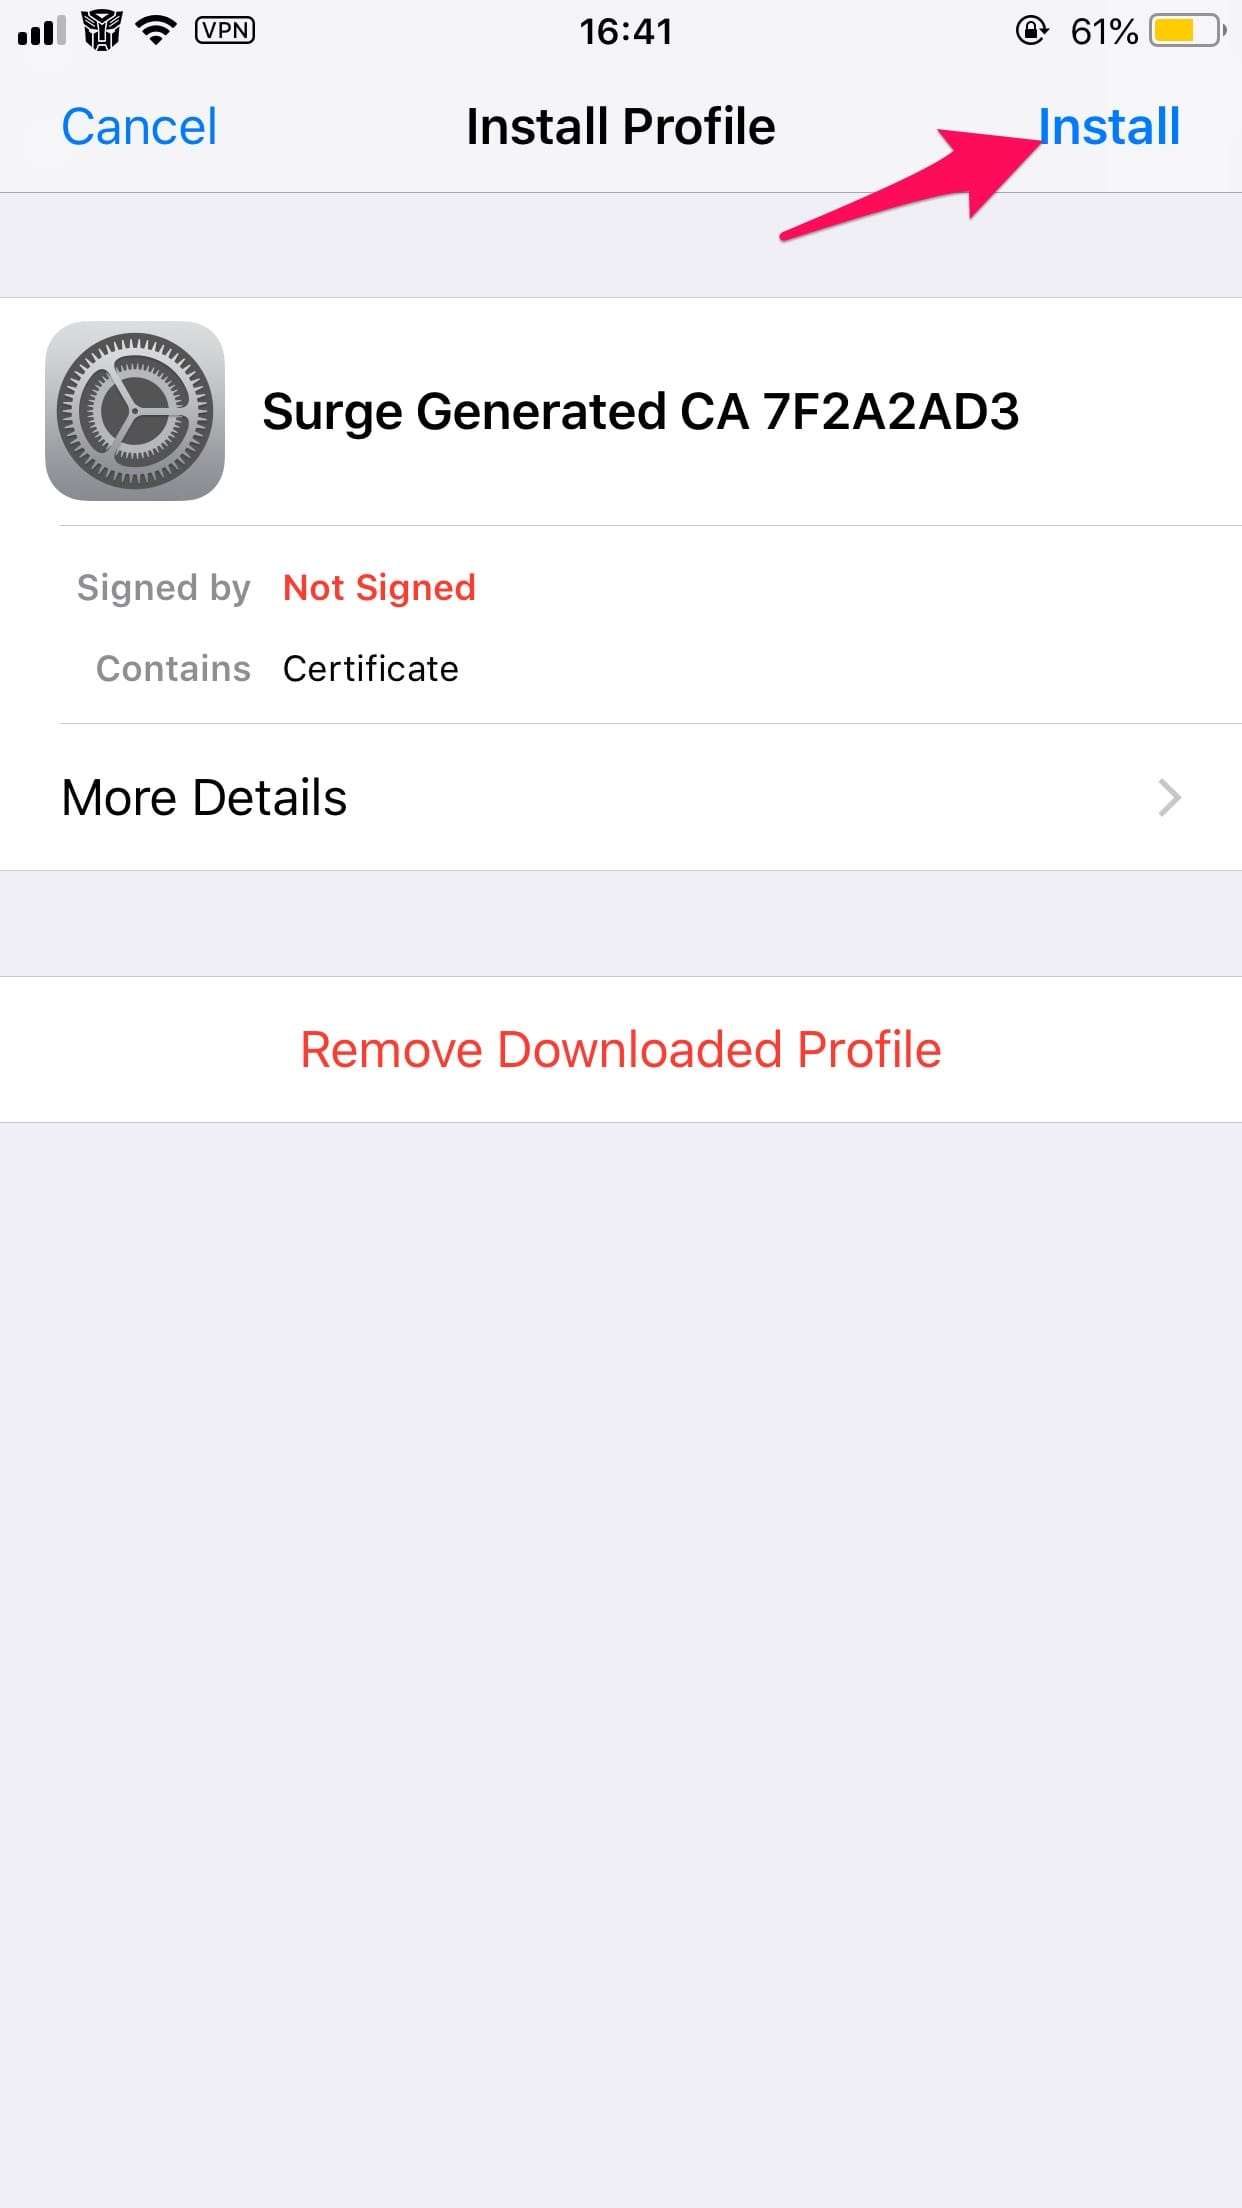 VPN 16:41 61%
Cancel Install Profile Install
Surge Generated CA 7F2A2AD3
Signed by Not Signed
Contains Certificate
More Details
Remove Downloaded Profile